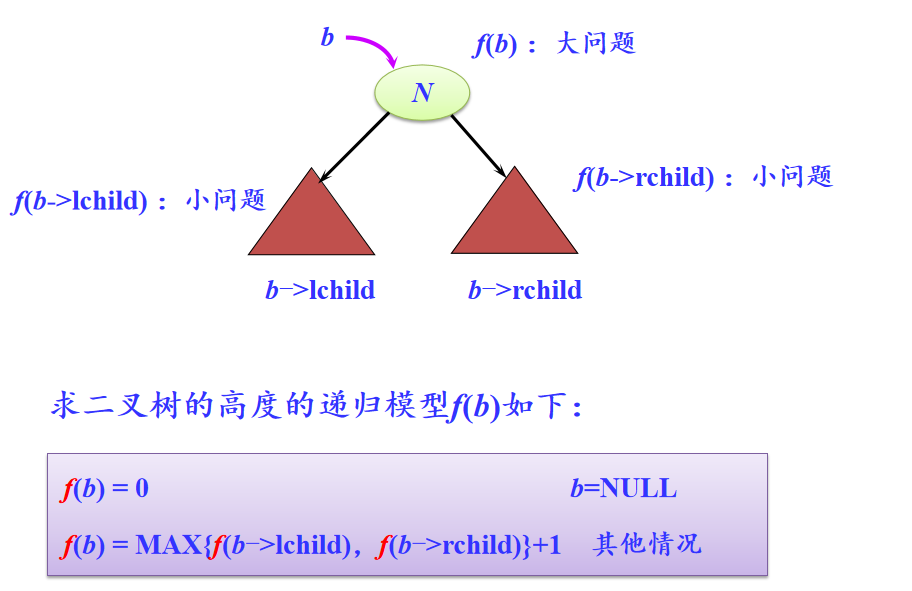 b
f(b)：大问题
N
f(b->lchild)：小问题
f(b->rchild)：小问题
b->lchild
b->rchild
求二叉树的高度的递归模型f(b)如下：
f(b) = 0 b=NULL
f(b) = MAX{f(b->lchild)，f(b->rchild)}+1 其他情况